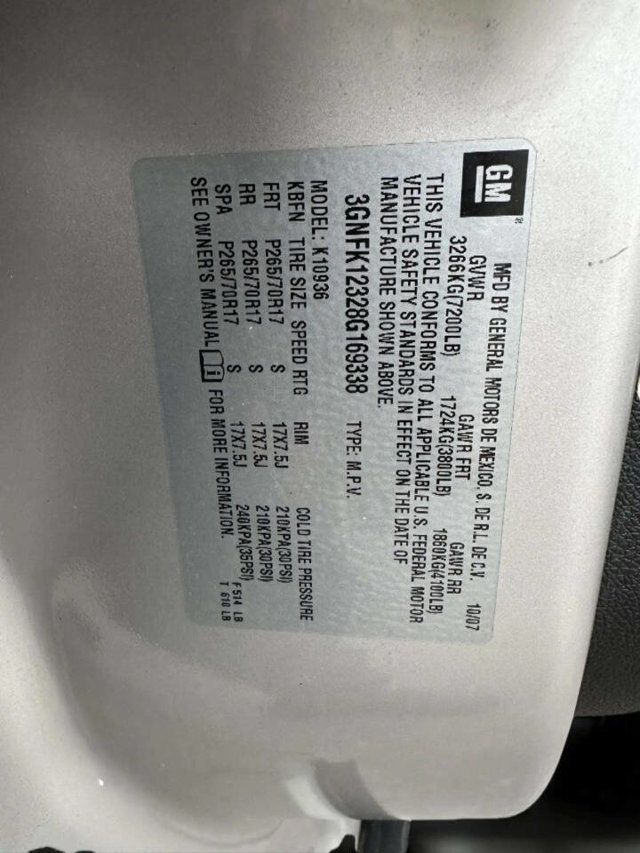 GM
MFD BY GENERAL MOTORS DE MEXICO, S. DE R.L. DE C.V. 10/07
GVWR GAWR FRT GAWR RR
3266KG(7200LB) 1724KG(3800LB) 1860KG(4100LB)
THIS VEHICLE CONFORMS TO ALL APPLICABLE U.S. FEDERAL MOTOR
VEHICLE SAFETY STANDARDS IN EFFECT ON THE DATE OF
MANUFACTURE SHOWN ABOVE.
3GNFK12328G169338 TYPE: M.P.V.
MODEL: K10936
KBFN TIRE SIZE SPEED RTG RIM COLD TIRE PRESSURE
FRT P265/70R17 S 17X7.5J 210KPA(30PSI)
RR P265/70R17 S 17X7.5J 210KPA(30PSI)
SPA P265/70R17 S 17X7.5J 240KPA(35PSI)
SEE OWNER'S MANUAL FOR MORE INFORMATION.
F 514 LB
T 610 LB